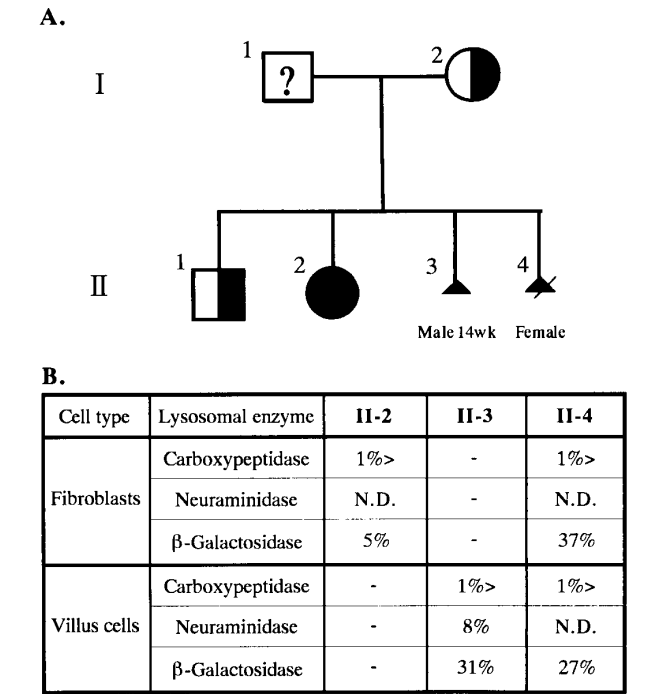 A.
I
1
?
2
II
1
2
3
4
Male 14wk Female
B.
Cell type Lysosomal enzyme II-2 II-3 II-4
Fibroblasts
Carboxypeptidase 1%> - 1%>
Neuraminidase N.D. - N.D.
β-Galactosidase 5% - 37%
Villus cells
Carboxypeptidase - 1%> 1%>
Neuraminidase - 8% N.D.
β-Galactosidase - 31% 27%